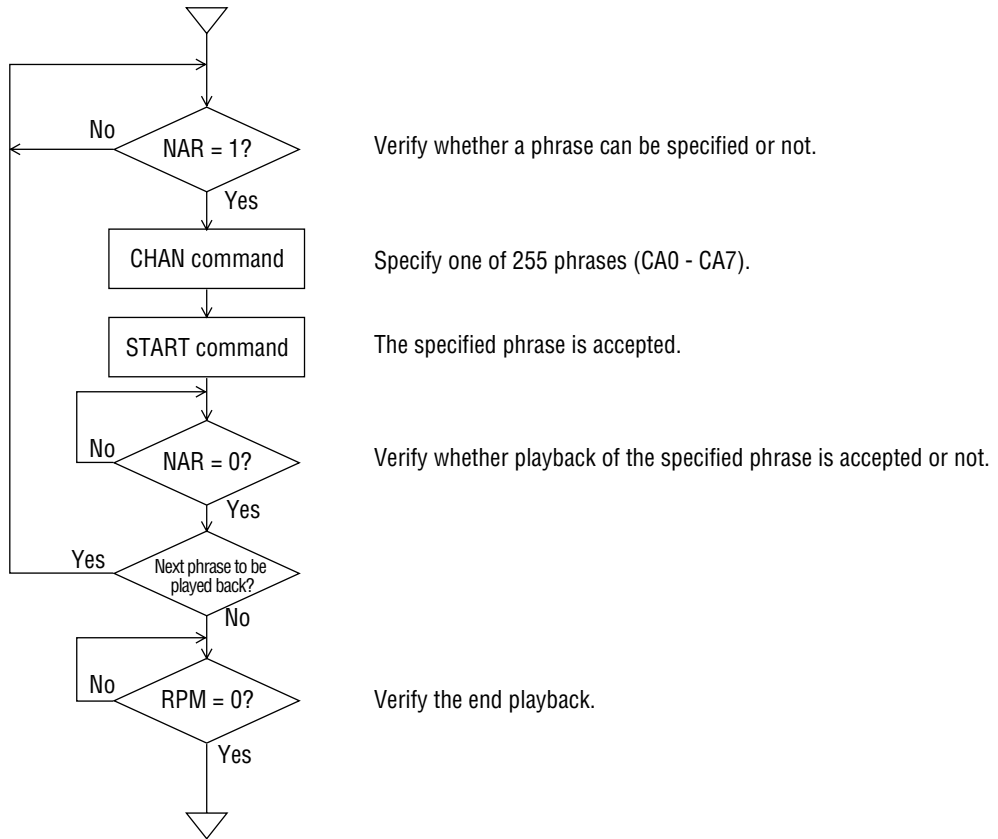 No
NAR = 1?
Verify whether a phrase can be specified or not.
Yes
CHAN command
Specify one of 255 phrases (CA0 - CA7).
START command
The specified phrase is accepted.
No
NAR = 0?
Verify whether playback of the specified phrase is accepted or not.
Yes
Yes
Next phrase to be
played back?
No
No
RPM = 0?
Verify the end playback.
Yes